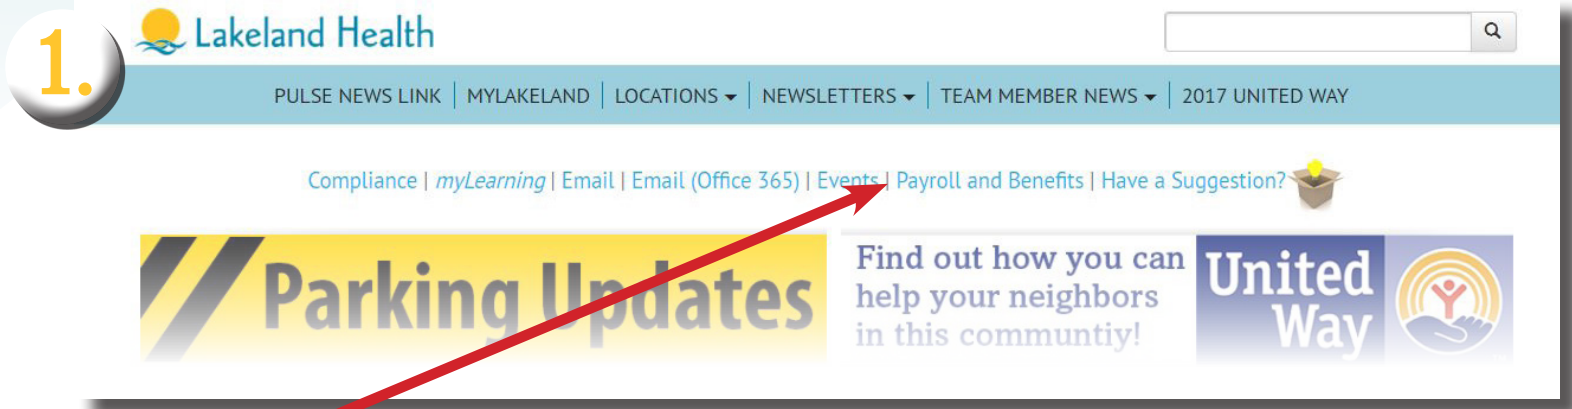 1.
Lakeland Health
PULSE NEWS LINK | MYLAKELAND | LOCATIONS | NEWSLETTERS | TEAM MEMBER NEWS | 2017 UNITED WAY
Compliance | myLearning | Email | Email (Office 365) | Events | Payroll and Benefits | Have a Suggestion?
Parking Updates
Find out how you can
help your neighbors
in this communtiy!
United
Way